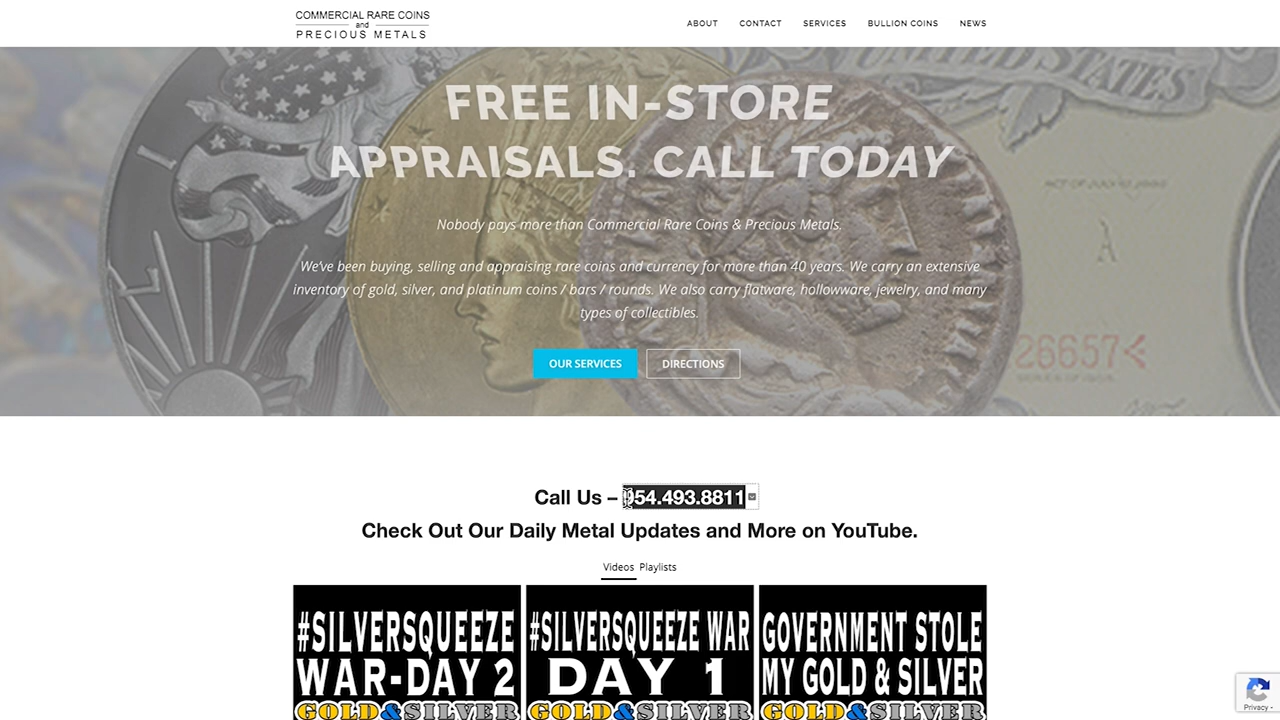 COMMERCIAL RARE COINS
and
PRECIOUS METALS
ABOUT CONTACT SERVICES BULLION COINS NEWS
FREE IN-STORE
APPRAISALS. CALL TODAY
Nobody pays more than Commercial Rare Coins & Precious Metals.
We've been buying, selling and appraising rare coins and currency for more than 40 years. We carry an extensive
inventory of gold, silver, and platinum coins / bars / rounds. We also carry flatware, hollowware, jewelry, and many
types of collectibles.
OUR SERVICES DIRECTIONS
STATES
A
26657
Call Us – 954.493.8811
Check Out Our Daily Metal Updates and More on YouTube.
Videos Playlists
#SILVERSQUEEZE
WAR-DAY 2
GOLD&SILVER
#SILVERSQUEEZE WAR
DAY 1
GOLD&SILVER
GOVERNMENT STOLE
MY GOLD & SILVER
GOLD&SILVER
Privacy -